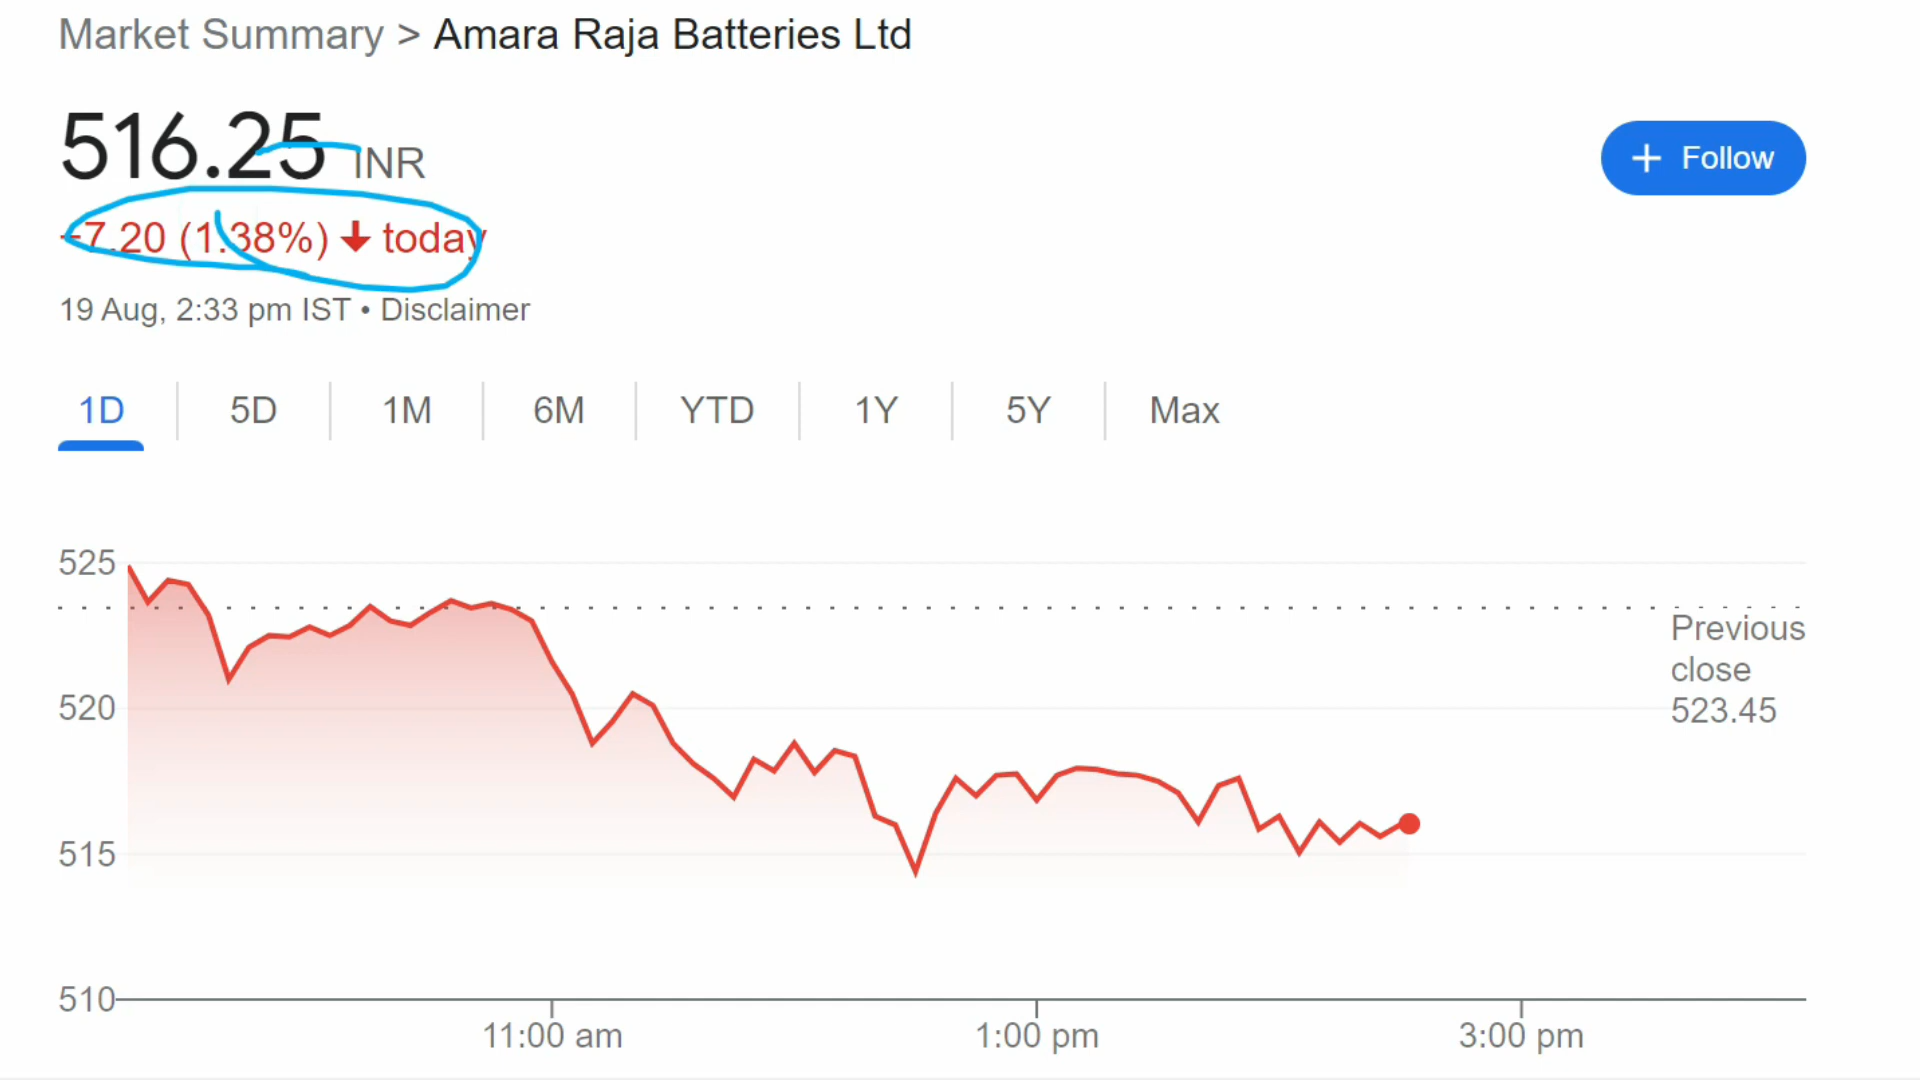 Market Summary > Amara Raja Batteries Ltd
516.25 INR
+ Follow
-7.20 (1.38%) ↓ today
19 Aug, 2:33 pm IST • Disclaimer
1D 5D 1M 6M YTD 1Y 5Y Max
525
Previous
close
523.45
520
515
510
11:00 am 1:00 pm 3:00 pm